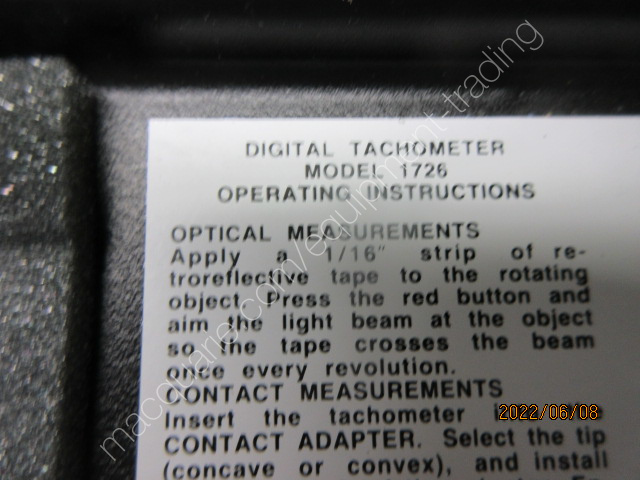 DIGITAL TACHOMETER
MODEL 1726
OPERATING INSTRUCTIONS
OPTICAL MEASUREMENTS
Apply a 1/16" strip of re-
troreflective tape to the rotating
object. Press the red button and
aim the light beam at the object
so the tape crosses the beam
once every revolution.
CONTACT MEASUREMENTS
Insert the tachometer
2022/06/08
CONTACT ADAPTER. Select the tip
(concave or convex), and install
macquarie.com/equipment-trading